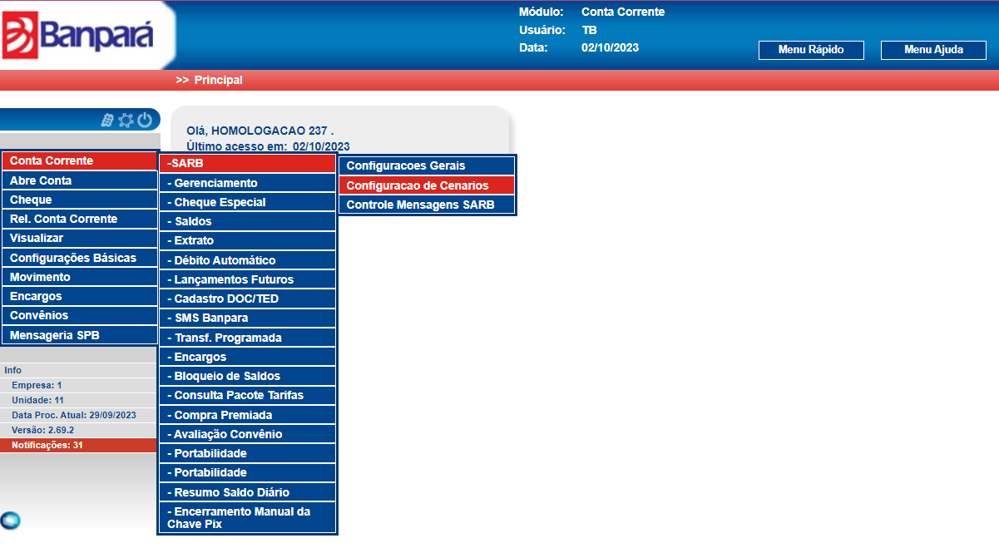 Banpará
Módulo: Conta Corrente
Usuário: TB
Data: 02/10/2023
Menu Rápido
Menu Ajuda
>> Principal
Olá, HOMOLOGACAO 237 .
Último acesso em: 02/10/2023
Conta Corrente
Abre Conta
Cheque
Rel. Conta Corrente
Visualizar
Configurações Básicas
Movimento
Encargos
Convênios
Mensageria SPB
-SARB
- Gerenciamento
- Cheque Especial
- Saldos
- Extrato
- Débito Automático
- Lançamentos Futuros
- Cadastro DOC/TED
- SMS Banpara
- Transf. Programada
- Encargos
- Bloqueio de Saldos
- Consulta Pacote Tarifas
- Compra Premiada
- Avaliação Convênio
- Portabilidade
- Portabilidade
- Resumo Saldo Diário
- Encerramento Manual da
Chave Pix
Configuracoes Gerais
Configuracao de Cenarios
Controle Mensagens SARB
Info
Empresa: 1
Unidade: 11
Data Proc. Atual: 29/09/2023
Versão: 2.69.2
Notificações: 31